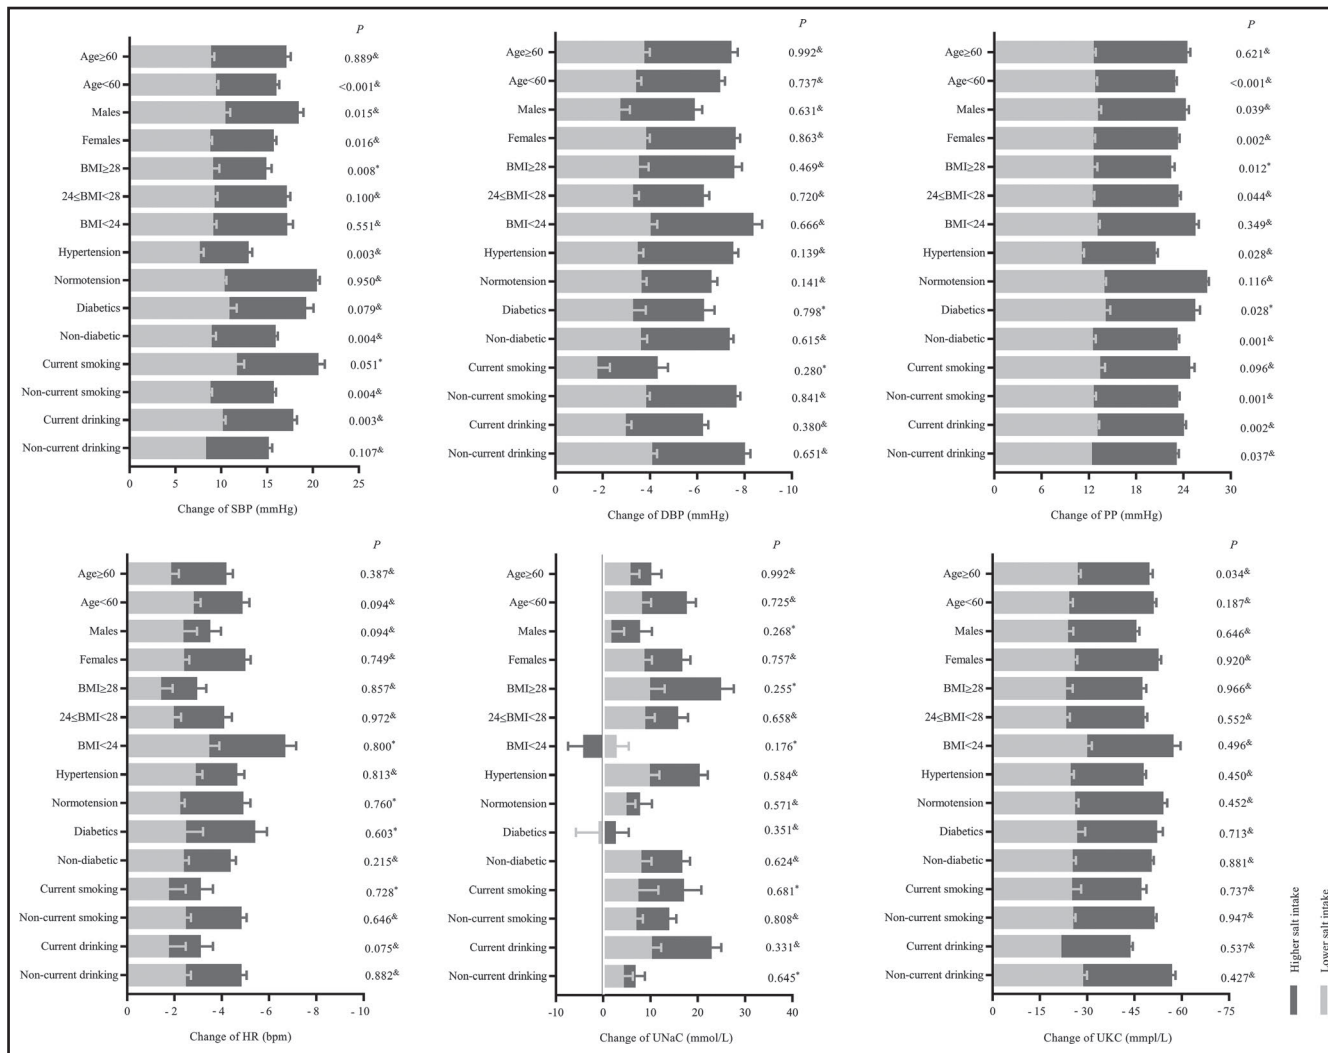 P
Age≥60 0.889&
Age<60 <0.001&
Males 0.015&
Females 0.016&
BMI≥28 0.008*
24≤BMI<28 0.100&
BMI<24 0.551&
Hypertension 0.003&
Normotension 0.950&
Diabetics 0.079&
Non-diabetic 0.004&
Current smoking 0.051*
Non-current smoking 0.004&
Current drinking 0.003&
Non-current drinking 0.107&
0 5 10 15 20 25
Change of SBP (mmHg)
P
Age≥60 0.992&
Age<60 0.737&
Males 0.631&
Females 0.863&
BMI≥28 0.469&
24≤BMI<28 0.720&
BMI<24 0.666&
Hypertension 0.139&
Normotension 0.141&
Diabetics 0.798*
Non-diabetic 0.615&
Current smoking 0.280*
Non-current smoking 0.841&
Current drinking 0.380&
Non-current drinking 0.651&
0 - 2 - 4 - 6 - 8 - 10
Change of DBP (mmHg)
P
Age≥60 0.621&
Age<60 <0.001&
Males 0.039&
Females 0.002&
BMI≥28 0.012*
24≤BMI<28 0.044&
BMI<24 0.349&
Hypertension 0.028&
Normotension 0.116&
Diabetics 0.028*
Non-diabetic 0.001&
Current smoking 0.096&
Non-current smoking 0.001&
Current drinking 0.002&
Non-current drinking 0.037&
0 6 12 18 24 30
Change of PP (mmHg)
P
Age≥60 0.387&
Age<60 0.094&
Males 0.094&
Females 0.749&
BMI≥28 0.857&
24≤BMI<28 0.972&
BMI<24 0.800*
Hypertension 0.813&
Normotension 0.760*
Diabetics 0.603*
Non-diabetic 0.215&
Current smoking 0.728*
Non-current smoking 0.646&
Current drinking 0.075&
Non-current drinking 0.882&
0 - 2 - 4 - 6 - 8 - 10
Change of HR (bpm)
P
Age≥60 0.992&
Age<60 0.725&
Males 0.268*
Females 0.757&
BMI≥28 0.255*
24≤BMI<28 0.658&
BMI<24 0.176*
Hypertension 0.584&
Normotension 0.571&
Diabetics 0.351&
Non-diabetic 0.624&
Current smoking 0.681*
Non-current smoking 0.808&
Current drinking 0.331&
Non-current drinking 0.645*
-10 0 10 20 30 40
Change of UNaC (mmol/L)
P
Age≥60 0.034&
Age<60 0.187&
Males 0.646&
Females 0.920&
BMI≥28 0.966&
24≤BMI<28 0.552&
BMI<24 0.496&
Hypertension 0.450&
Normotension 0.452&
Diabetics 0.713&
Non-diabetic 0.881&
Current smoking 0.737&
Non-current smoking 0.947&
Current drinking 0.537&
Non-current drinking 0.427&
0 - 15 - 30 - 45 - 60 - 75
Change of UKC (mmpl/L)
Higher salt intake
Lower salt intake